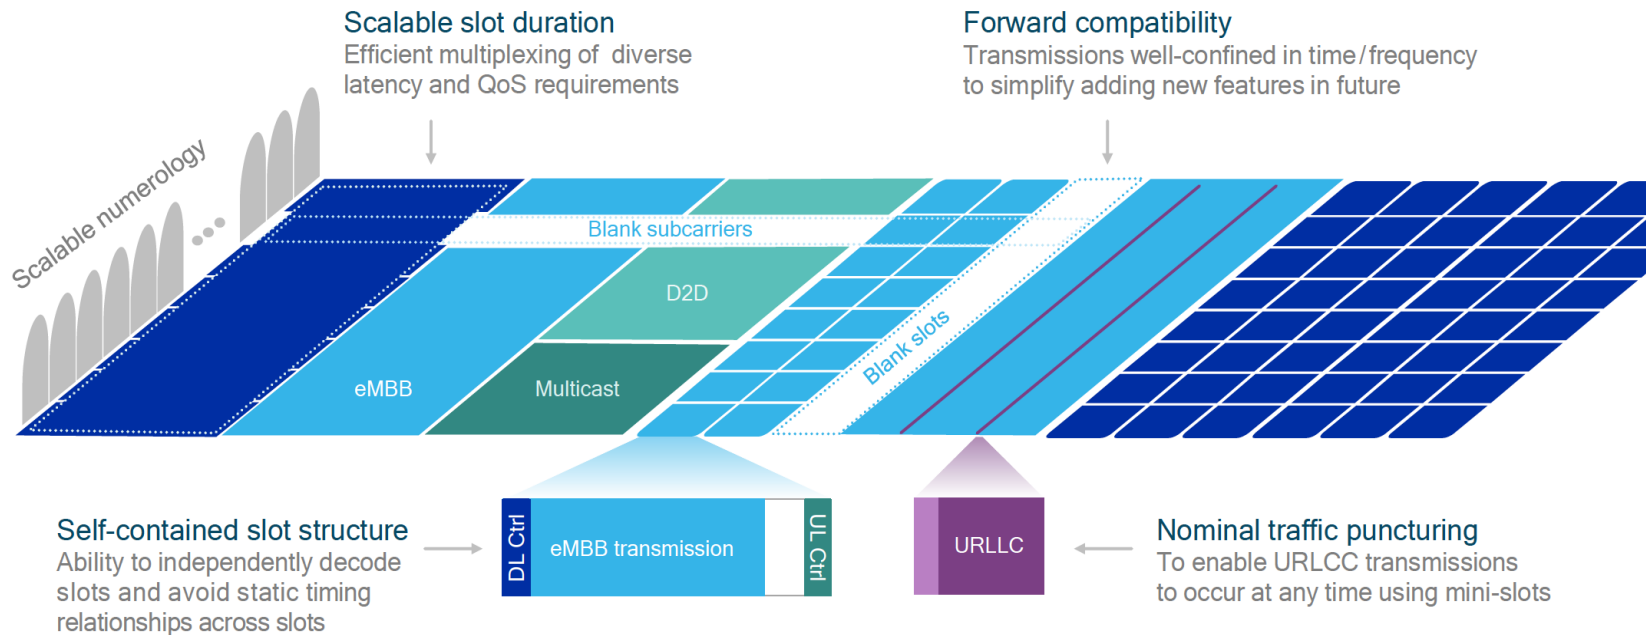 Scalable slot duration
Efficient multiplexing of diverse
latency and QoS requirements
Forward compatibility
Transmissions well-confined in time/frequency
to simplify adding new features in future
Scalable numerology
Blank subcarriers
D2D
Blank slots
eMBB
Multicast
Self-contained slot structure
Ability to independently decode
slots and avoid static timing
relationships across slots
DL Ctrl
eMBB transmission
UL Ctrl
URLLC
Nominal traffic puncturing
To enable URLCC transmissions
to occur at any time using mini-slots